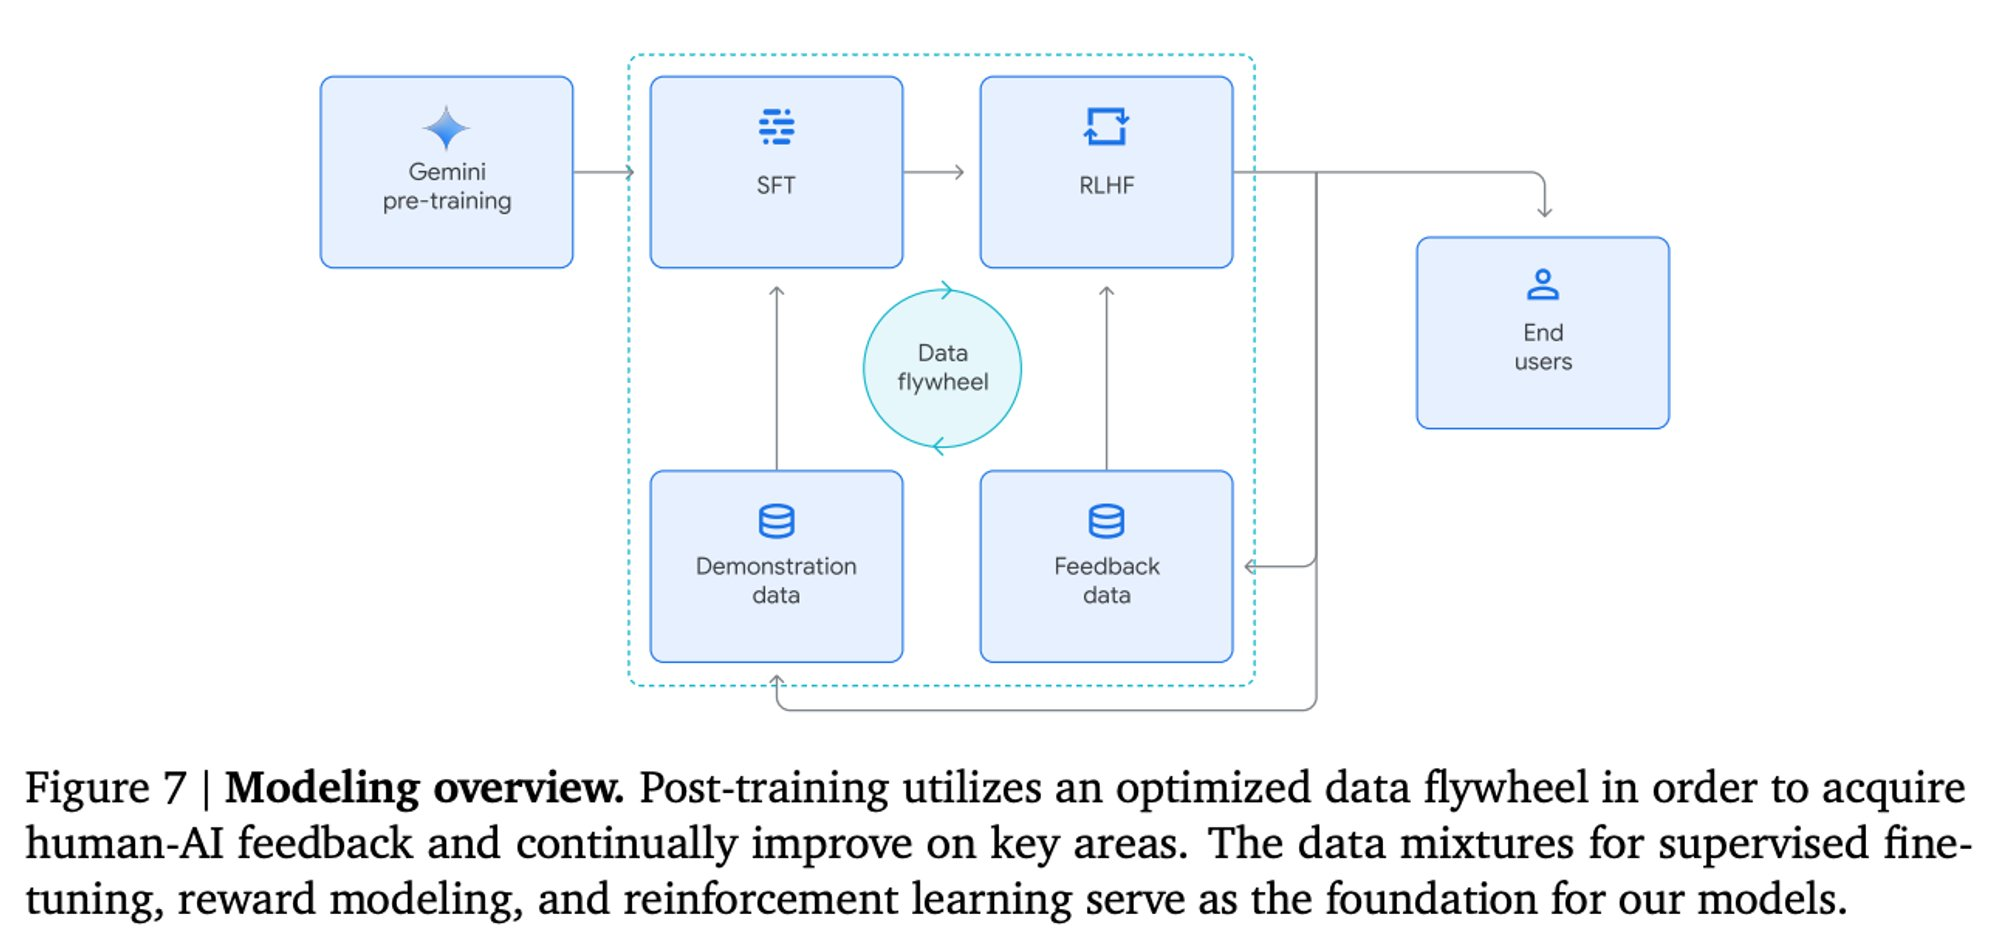 Gemini
pre-training
SFT
RLHF
End
users
Data
flywheel
Demonstration
data
Feedback
data
Figure 7 | Modeling overview. Post-training utilizes an optimized data flywheel in order to acquire
human-AI feedback and continually improve on key areas. The data mixtures for supervised fine-
tuning, reward modeling, and reinforcement learning serve as the foundation for our models.